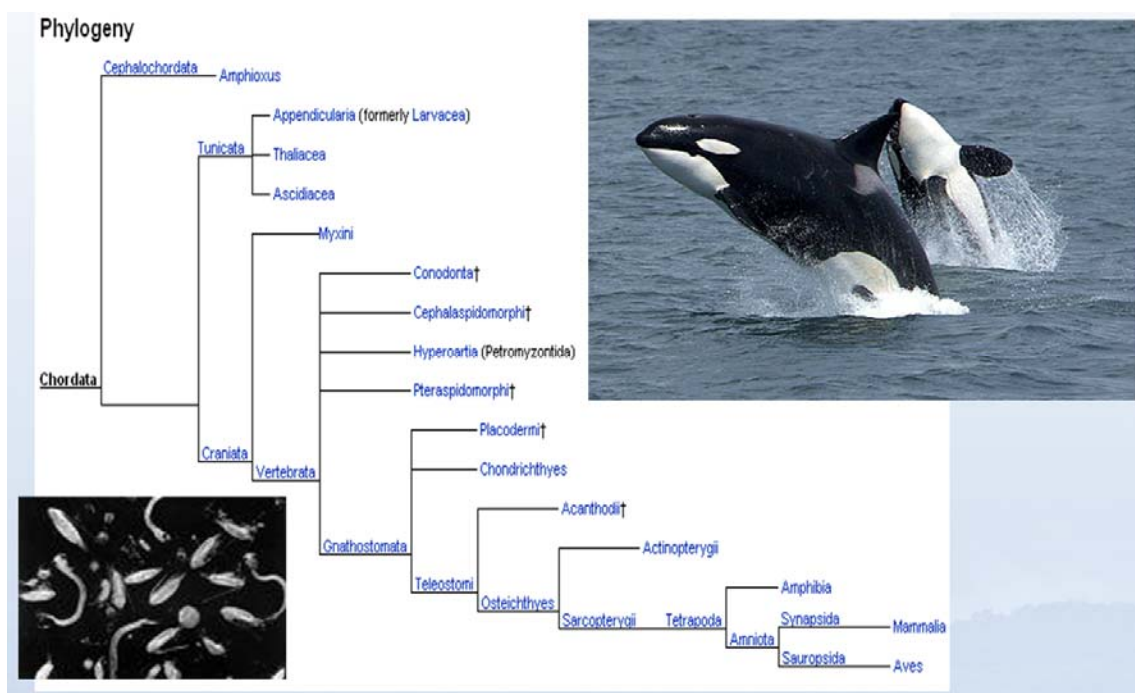 Phylogeny
Cephalochordata
Amphioxus
Appendicularia (formerly Larvacea)
Tunicata
Thaliacea
Ascidiacea
Myxini
Conodonta†
Cephalaspidomorphi†
Hyperoartia (Petromyzontida)
Chordata
Pteraspidomorphi†
Placodermi†
Craniata
Vertebrata
Chondrichthyes
Acanthodii†
Gnathostomata
Actinopterygii
Teleostomi
Amphibia
Osteichthyes
Sarcopterygii
Tetrapoda
Synapsida
Mammalia
Amniota
Sauropsida
Aves